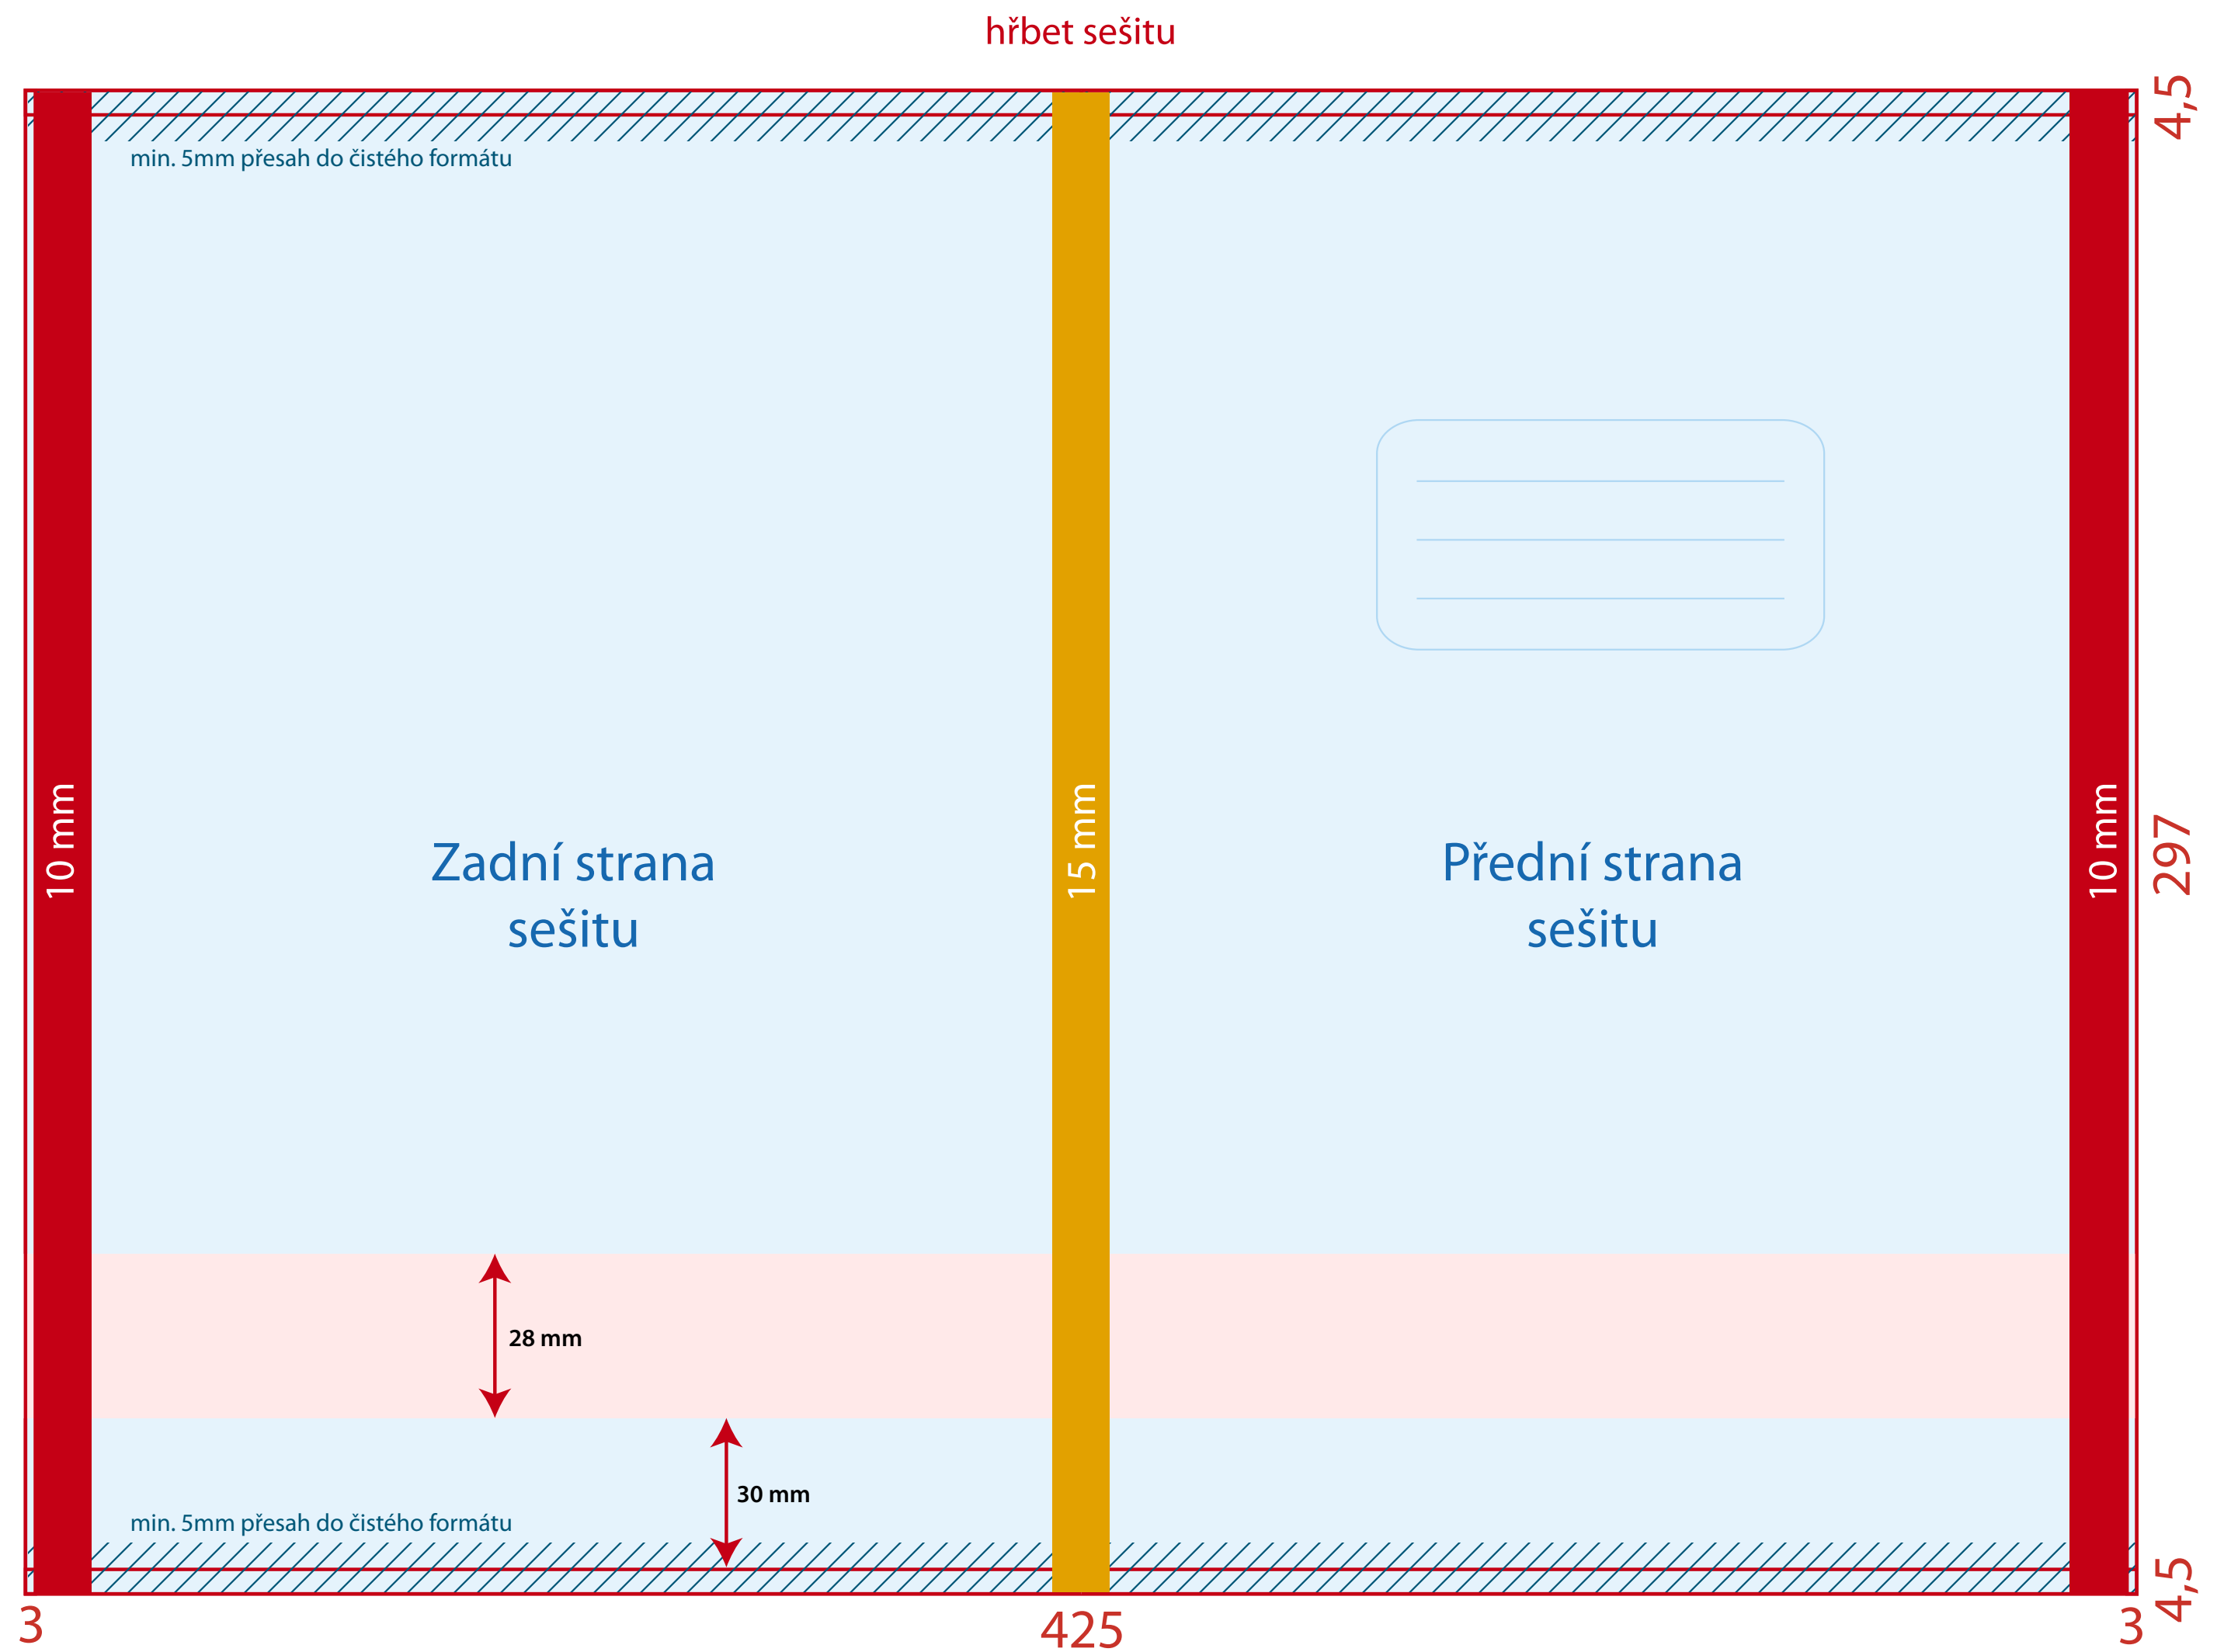 hřbet sešitu
4,5
min. 5mm přesah do čistého formátu
10 mm
15 mm
10 mm
297
Zadní strana
sešitu
Přední strana
sešitu
28 mm
30 mm
min. 5mm přesah do čistého formátu
4,5
3
425
3